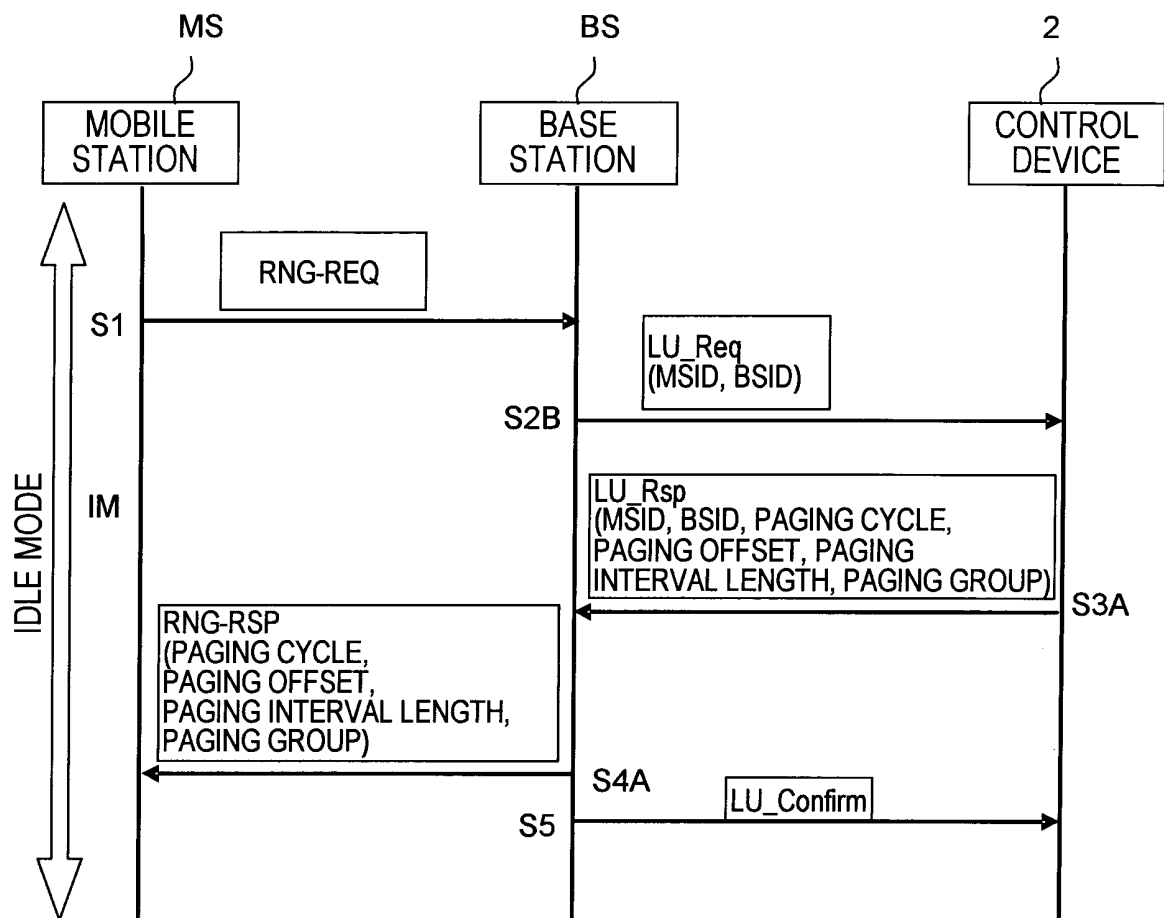 MS
BS
2
MOBILE
STATION
BASE
STATION
CONTROL
DEVICE
RNG-REQ
S1
LU_Req
(MSID, BSID)
S2B
IDLE MODE
IM
LU_Rsp
(MSID, BSID, PAGING CYCLE,
PAGING OFFSET, PAGING
INTERVAL LENGTH, PAGING GROUP)
S3A
RNG-RSP
(PAGING CYCLE,
PAGING OFFSET,
PAGING INTERVAL LENGTH,
PAGING GROUP)
S4A
LU_Confirm
S5